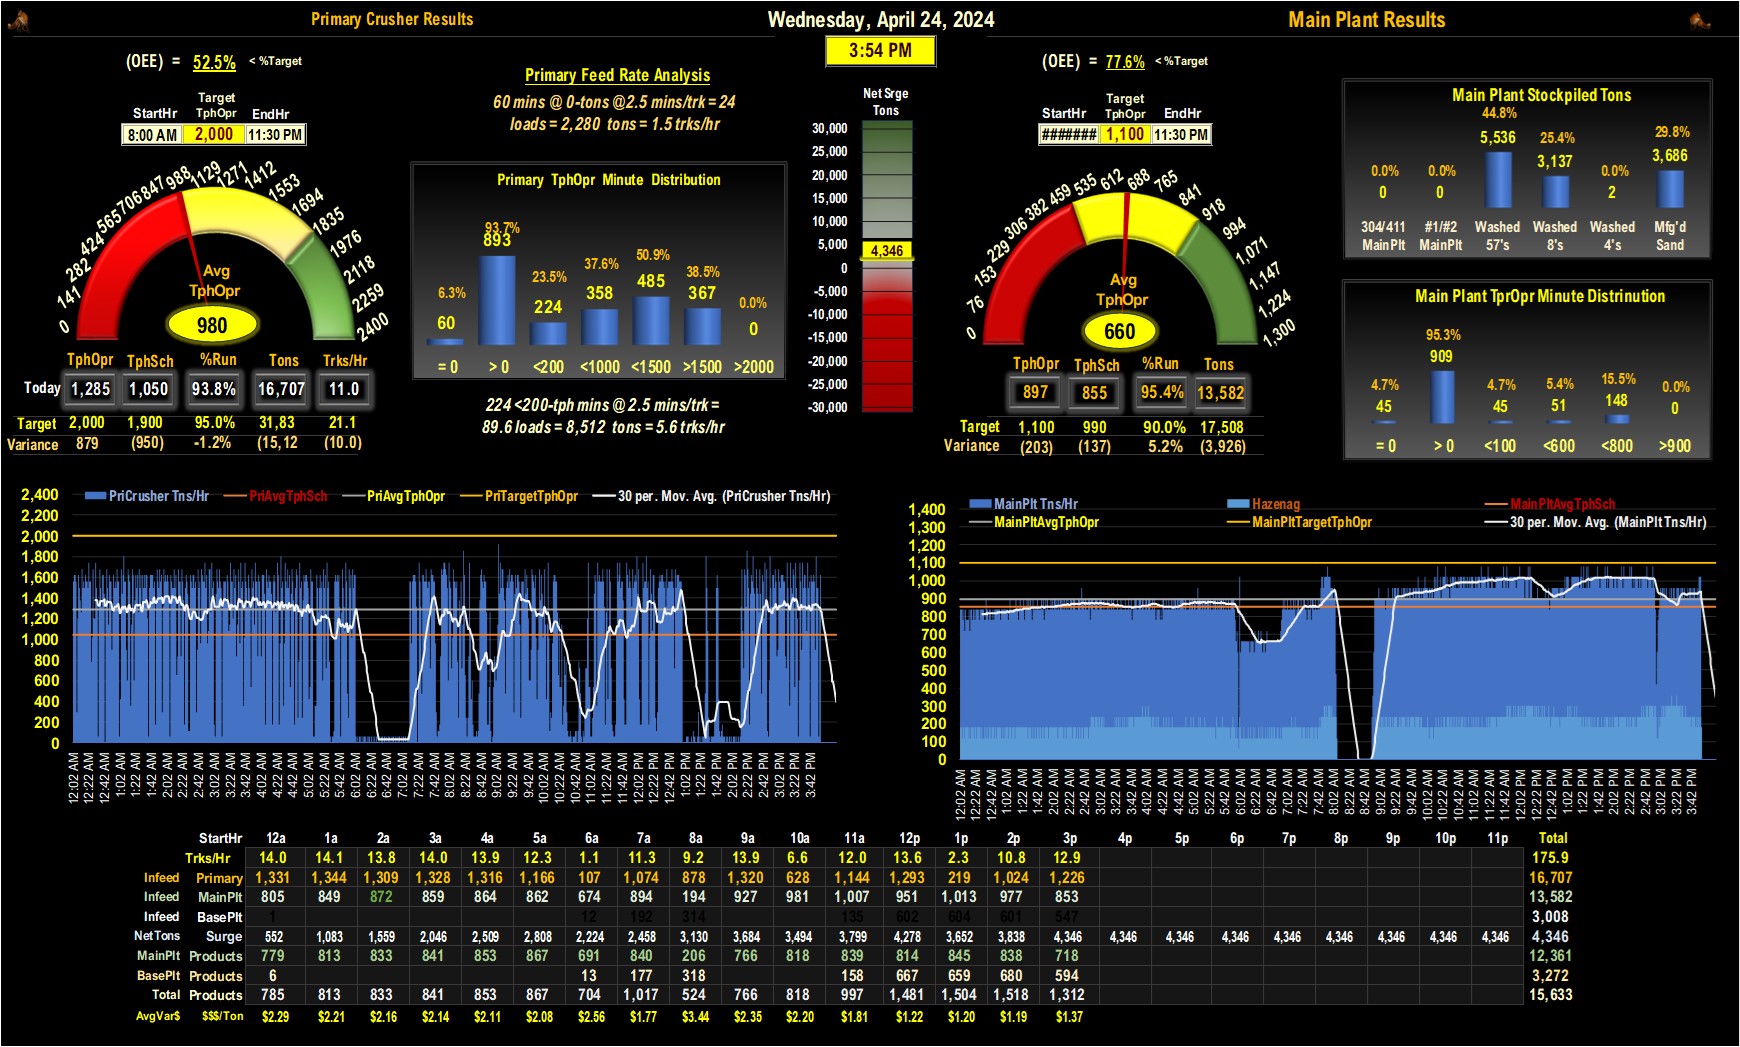 Primary Crusher Results
Wednesday, April 24, 2024
Main Plant Results
3:54 PM
(OEE) = 52.5% < %Target
StartHr Target TphOpr EndHr
8:00 AM 2,000 11:30 PM
0 141 282 424 565 706 847 988 1129 1271 1412 1553 1694 1835 1976 2118 2259 2400
Avg
TphOpr
980
TphOpr TphSch %Run Tons Trks/Hr
Today 1,285 1,050 93.8% 16,707 11.0
Target 2,000 1,900 95.0% 31,83 21.1
Variance 879 (950) -1.2% (15,12 (10.0)
Primary Feed Rate Analysis
60 mins @ 0-tons @2.5 mins/trk = 24
loads = 2,280 tons = 1.5 trks/hr
Primary TphOpr Minute Distribution
6.3% 93.7% 23.5% 37.6% 50.9% 38.5% 0.0%
60 893 224 358 485 367 0
= 0 > 0 <200 <1000 <1500 >1500 >2000
224 <200-tph mins @ 2.5 mins/trk =
89.6 loads = 8,512 tons = 5.6 trks/hr
Net Srge
Tons
30,000
25,000
20,000
15,000
10,000
5,000
4,346
0
-5,000
-10,000
-15,000
-20,000
-25,000
-30,000
(OEE) = 77.6% < %Target
StartHr Target TphOpr EndHr
####### 1,100 11:30 PM
0 76 153 229 306 382 459 535 612 688 765 841 918 994 1,071 1,147 1,224 1,300
Avg
TphOpr
660
TphOpr TphSch %Run Tons
897 855 95.4% 13,582
Target 1,100 990 90.0% 17,508
Variance (203) (137) 5.2% (3,926)
Main Plant Stockpiled Tons
0.0% 0.0% 44.8% 25.4% 0.0% 29.8%
0 0 5,536 3,137 2 3,686
304/411 #1/#2 Washed Washed Washed Mfg'd
MainPlt MainPlt 57's 8's 4's Sand
Main Plant TprOpr Minute Distrinution
4.7% 95.3% 4.7% 5.4% 15.5% 0.0%
45 909 45 51 148 0
= 0 > 0 <100 <600 <800 >900
PriCrusher Tns/Hr PriAvgTphSch PriAvgTphOpr PriTargetTphOpr 30 per. Mov. Avg. (PriCrusher Tns/Hr)
2,400
2,200
2,000
1,800
1,600
1,400
1,200
1,000
800
600
400
200
0
12:02 AM 12:22 AM 12:42 AM 1:02 AM 1:22 AM 1:42 AM 2:02 AM 2:22 AM 2:42 AM 3:02 AM 3:22 AM 3:42 AM 4:02 AM 4:22 AM 4:42 AM 5:02 AM 5:22 AM 5:42 AM 6:02 AM 6:22 AM 6:42 AM 7:02 AM 7:22 AM 7:42 AM 8:02 AM 8:22 AM 8:42 AM 9:02 AM 9:22 AM 9:42 AM 10:02 AM 10:22 AM 10:42 AM 11:02 AM 11:22 AM 11:42 AM 12:02 PM 12:22 PM 12:42 PM 1:02 PM 1:22 PM 1:42 PM 2:02 PM 2:22 PM 2:42 PM 3:02 PM 3:22 PM 3:42 PM
MainPlt Tns/Hr Hazenag MainPltAvgTphSch
MainPltAvgTphOpr MainPltTargetTphOpr 30 per. Mov. Avg. (MainPlt Tns/Hr)
1,400
1,300
1,200
1,100
1,000
900
800
700
600
500
400
300
200
100
0
12:02 AM 12:22 AM 12:42 AM 1:02 AM 1:22 AM 1:42 AM 2:02 AM 2:22 AM 2:42 AM 3:02 AM 3:22 AM 3:42 AM 4:02 AM 4:22 AM 4:42 AM 5:02 AM 5:22 AM 5:42 AM 6:02 AM 6:22 AM 6:42 AM 7:02 AM 7:22 AM 7:42 AM 8:02 AM 8:22 AM 8:42 AM 9:02 AM 9:22 AM 9:42 AM 10:02 AM 10:22 AM 10:42 AM 11:02 AM 11:22 AM 11:42 AM 12:02 PM 12:22 PM 12:42 PM 1:02 PM 1:22 PM 1:42 PM 2:02 PM 2:22 PM 2:42 PM 3:02 PM 3:22 PM 3:42 PM
StartHr 12a 1a 2a 3a 4a 5a 6a 7a 8a 9a 10a 11a 12p 1p 2p 3p 4p 5p 6p 7p 8p 9p 10p 11p Total
Trks/Hr 14.0 14.1 13.8 14.0 13.9 12.3 1.1 11.3 9.2 13.9 6.6 12.0 13.6 2.3 10.8 12.9 175.9
Infeed Primary 1,331 1,344 1,309 1,328 1,316 1,166 107 1,074 878 1,320 628 1,144 1,293 219 1,024 1,226 16,707
Infeed MainPlt 805 849 872 859 864 862 674 894 194 927 981 1,007 951 1,013 977 853 13,582
Infeed BasePlt 1 12 192 314 135 602 604 601 547 3,008
NetTons Surge 552 1,083 1,559 2,046 2,509 2,808 2,224 2,458 3,130 3,684 3,494 3,799 4,278 3,652 3,838 4,346 4,346 4,346 4,346 4,346 4,346 4,346 4,346 4,346 4,346
MainPlt Products 779 813 833 841 853 867 691 840 206 766 818 839 814 845 838 718 12,361
BasePlt Products 6 13 177 318 158 667 659 680 594 3,272
Total Products 785 813 833 841 853 867 704 1,017 524 766 818 997 1,481 1,504 1,518 1,312 15,633
AvgVar$ $$$/Ton $2.29 $2.21 $2.16 $2.14 $2.11 $2.08 $2.56 $1.77 $3.44 $2.35 $2.20 $1.81 $1.22 $1.20 $1.19 $1.37